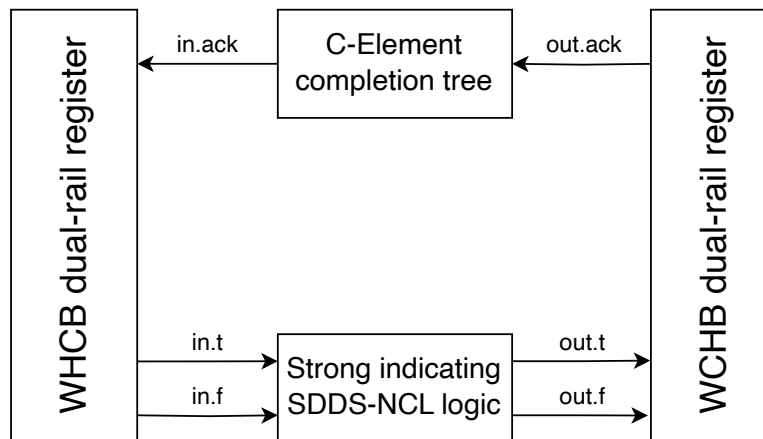 WHCB dual-rail register
in.ack
C-Element
completion tree
out.ack
WCHB dual-rail register
in.t
in.f
Strong indicating
SDDS-NCL logic
out.t
out.f